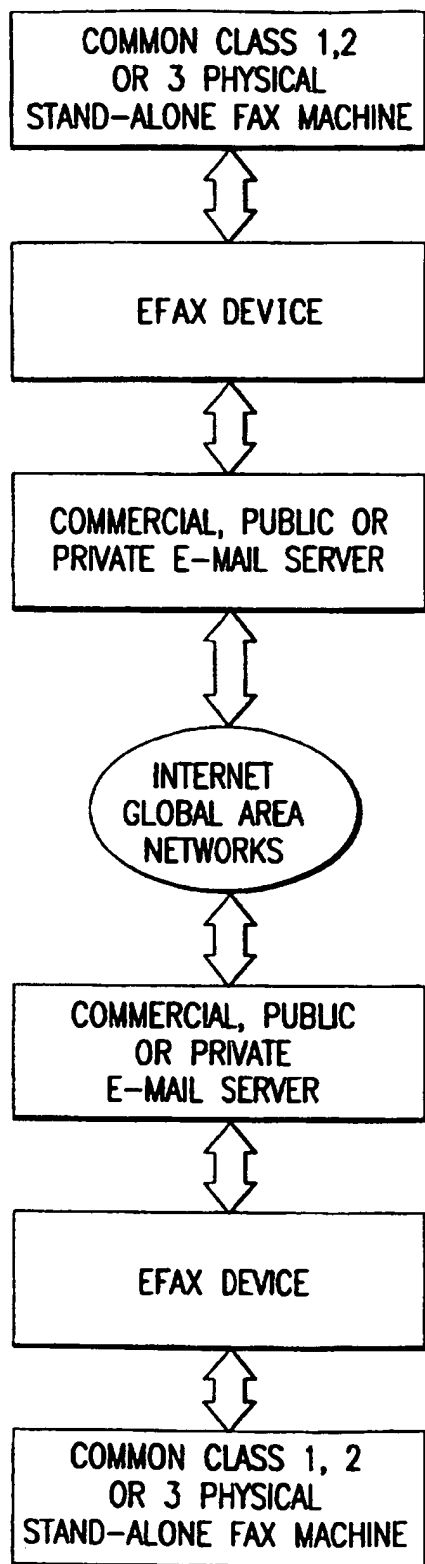 COMMON CLASS 1,2
OR 3 PHYSICAL
STAND-ALONE FAX MACHINE
EFAX DEVICE
COMMERCIAL, PUBLIC OR
PRIVATE E-MAIL SERVER
INTERNET
GLOBAL AREA
NETWORKS
COMMERCIAL, PUBLIC
OR PRIVATE
E-MAIL SERVER
EFAX DEVICE
COMMON CLASS 1, 2
OR 3 PHYSICAL
STAND-ALONE FAX MACHINE